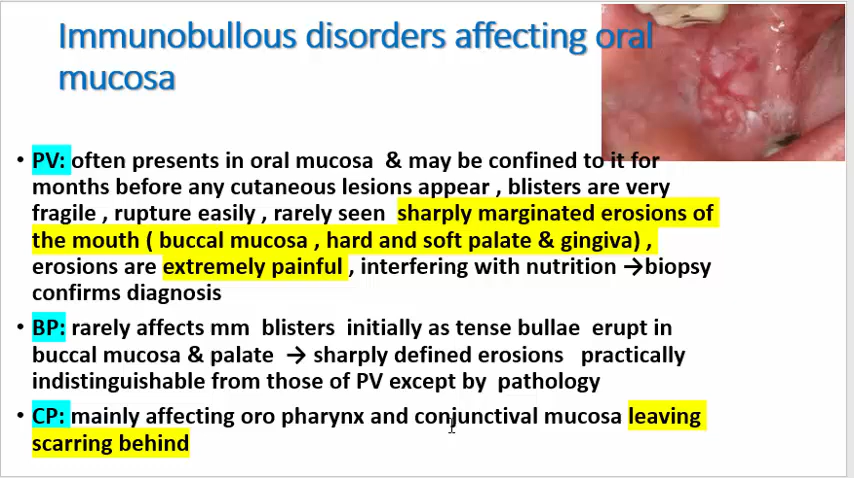 Immunobullous disorders affecting oral
mucosa
• PV: often presents in oral mucosa & may be confined to it for
months before any cutaneous lesions appear , blisters are very
fragile , rupture easily , rarely seen sharply marginated erosions of
the mouth ( buccal mucosa , hard and soft palate & gingiva) ,
erosions are extremely painful , interfering with nutrition →biopsy
confirms diagnosis
• BP: rarely affects mm blisters initially as tense bullae erupt in
buccal mucosa & palate → sharply defined erosions practically
indistinguishable from those of PV except by pathology
• CP: mainly affecting oro pharynx and conjunctival mucosa leaving
scarring behind